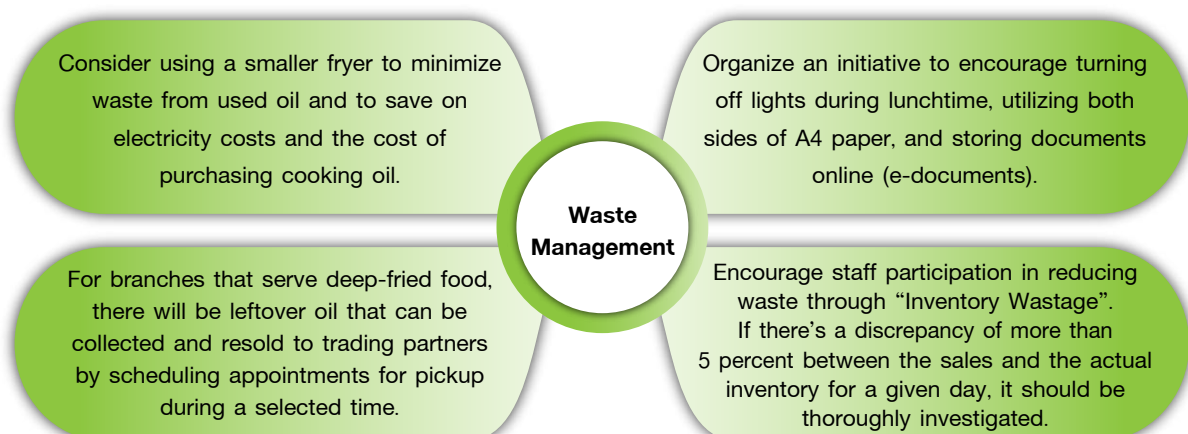 Consider using a smaller fryer to minimize
waste from used oil and to save on
electricity costs and the cost of
purchasing cooking oil.
Organize an initiative to encourage turning
off lights during lunchtime, utilizing both
sides of A4 paper, and storing documents
online (e-documents).
Waste
Management
For branches that serve deep-fried food,
there will be leftover oil that can be
collected and resold to trading partners
by scheduling appointments for pickup
during a selected time.
Encourage staff participation in reducing
waste through “Inventory Wastage”.
If there’s a discrepancy of more than
5 percent between the sales and the actual
inventory for a given day, it should be
thoroughly investigated.